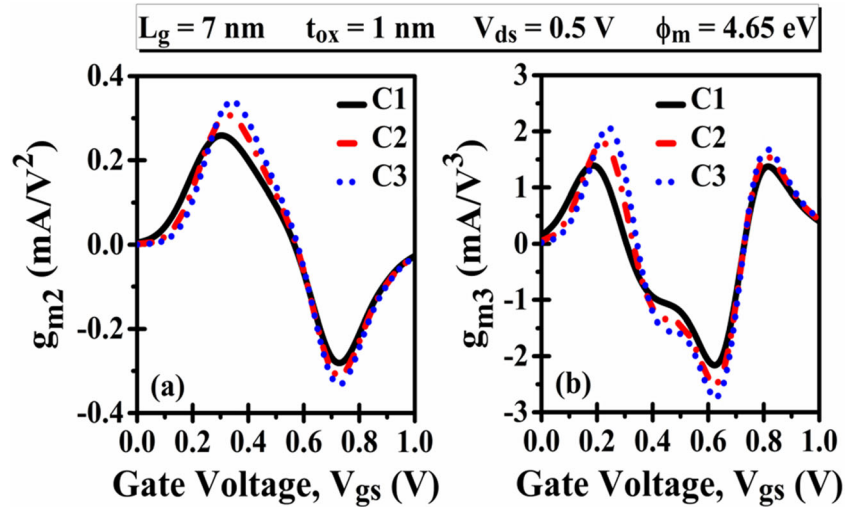 Lg = 7 nm tox = 1 nm Vds = 0.5 V ϕm = 4.65 eV
gm2 (mA/V²)
0.4
0.2
0.0
-0.2
-0.4
C1
C2
C3
(a)
0.0 0.2 0.4 0.6 0.8 1.0
Gate Voltage, Vgs (V)
gm3 (mA/V³)
3
2
1
0
-1
-2
-3
C1
C2
C3
(b)
0.0 0.2 0.4 0.6 0.8 1.0
Gate Voltage, Vgs (V)